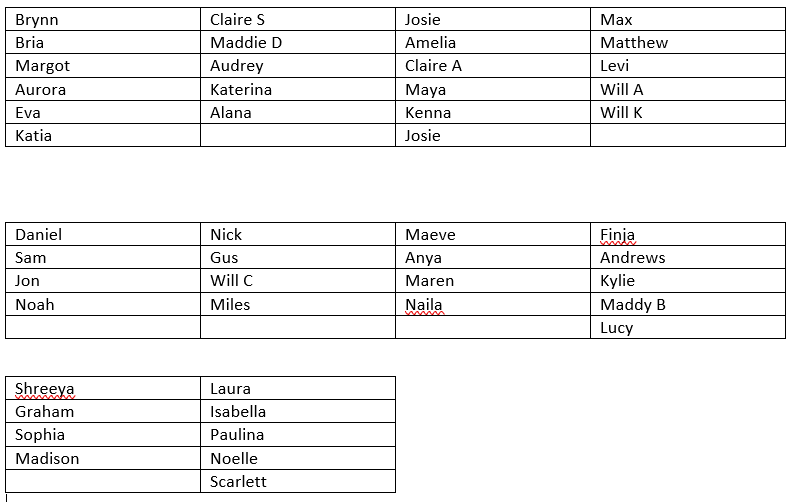 Brynn Claire S Josie Max
Bria Maddie D Amelia Matthew
Margot Audrey Claire A Levi
Aurora Katerina Maya Will A
Eva Alana Kenna Will K
Katia Josie
Daniel Nick Maeve Finja
Sam Gus Anya Andrews
Jon Will C Maren Kylie
Noah Miles Naila Maddy B
Lucy
Shreeya Laura
Graham Isabella
Sophia Paulina
Madison Noelle
Scarlett